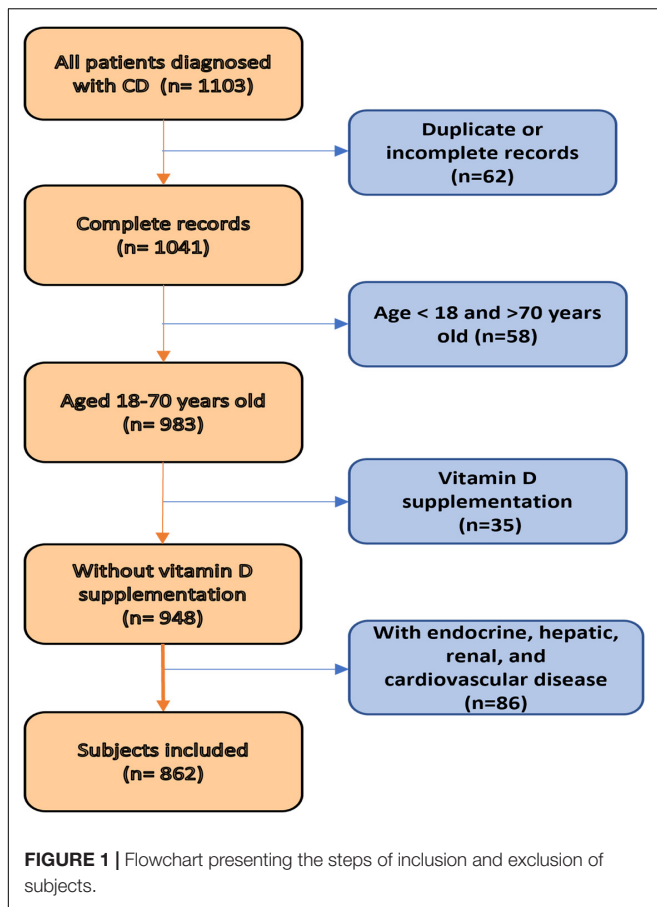 All patients diagnosed
with CD (n= 1103)
Duplicate or
incomplete records
(n=62)
Complete records
(n= 1041)
Age < 18 and >70 years
old (n=58)
Aged 18-70 years old
(n= 983)
Vitamin D
supplementation
(n=35)
Without vitamin D
supplementation
(n= 948)
With endocrine, hepatic,
renal, and
cardiovascular disease
(n=86)
Subjects included
(n= 862)
FIGURE 1 | Flowchart presenting the steps of inclusion and exclusion of
subjects.